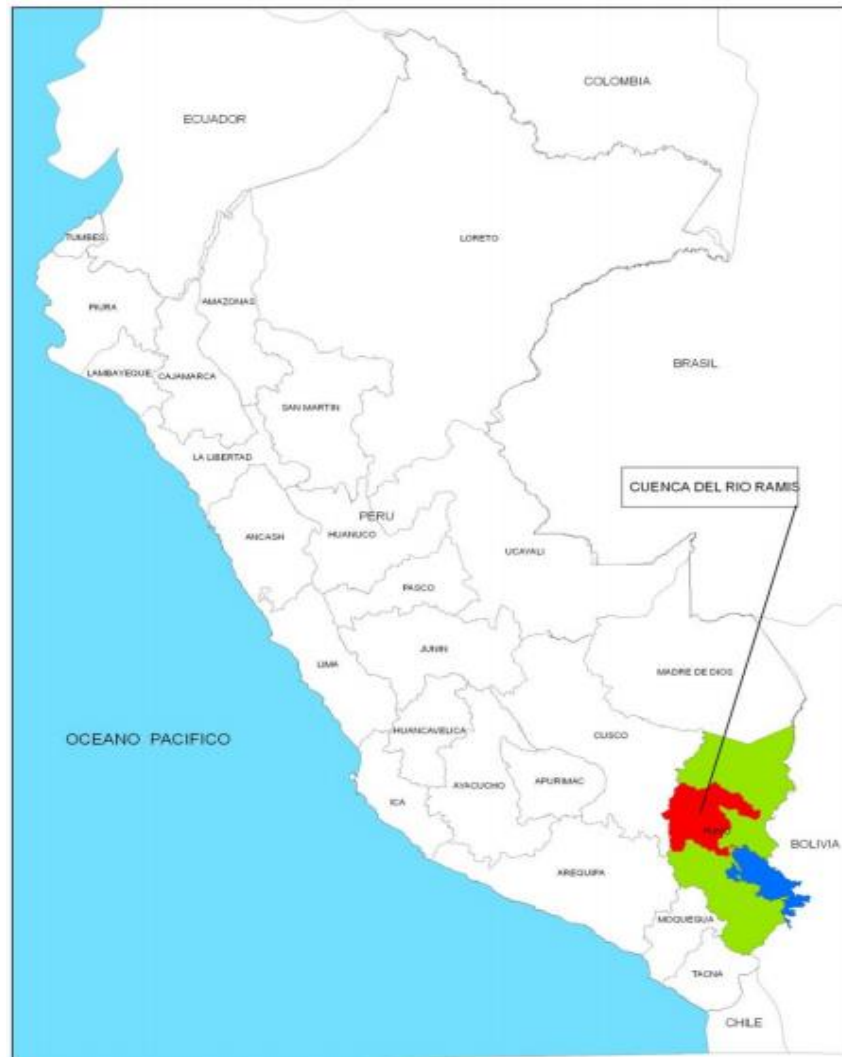 COLOMBIA
ECUADOR
TUMBES
LORETO
PIURA
AMAZONAS
BRASIL
LAMBAYEQUE
CAJAMARCA
SAN MARTIN
LA LIBERTAD
CUENCA DEL RIO RAMIS
PERU
ANCASH
HUANUCO
UCAYALI
PASCO
JUNIN
LIMA
MADRE DE DIOS
OCEANO PACIFICO
HUANCAVELICA
CUSCO
AYACUCHO
APURIMAC
ICA
PUNO
BOLIVIA
AREQUIPA
MOQUEGUA
TACNA
CHILE